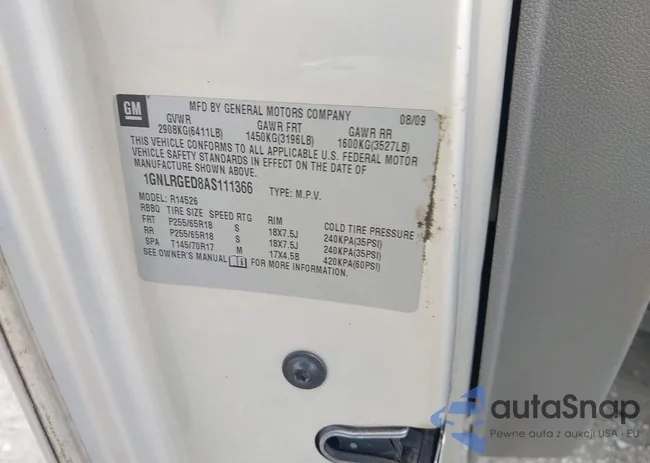 GM
MFD BY GENERAL MOTORS COMPANY 08/09
GVWR GAWR FRT GAWR RR
2908KG(6411LB) 1450KG(3196LB) 1600KG(3527LB)
THIS VEHICLE CONFORMS TO ALL APPLICABLE U.S. FEDERAL MOTOR
VEHICLE SAFETY STANDARDS IN EFFECT ON THE DATE OF
MANUFACTURE SHOWN ABOVE.
1GNLRGED8AS111366 TYPE: M.P.V.
MODEL: R14526
RBBQ TIRE SIZE SPEED RTG RIM COLD TIRE PRESSURE
FRT P255/65R18 S 18X7.5J 240KPA(35PSI)
RR P255/65R18 S 18X7.5J 240KPA(35PSI)
SPA T145/70R17 M 17X4.5B 420KPA(60PSI)
SEE OWNER'S MANUAL FOR MORE INFORMATION.
autaSnap
Pewne auta z aukcji USA · EU